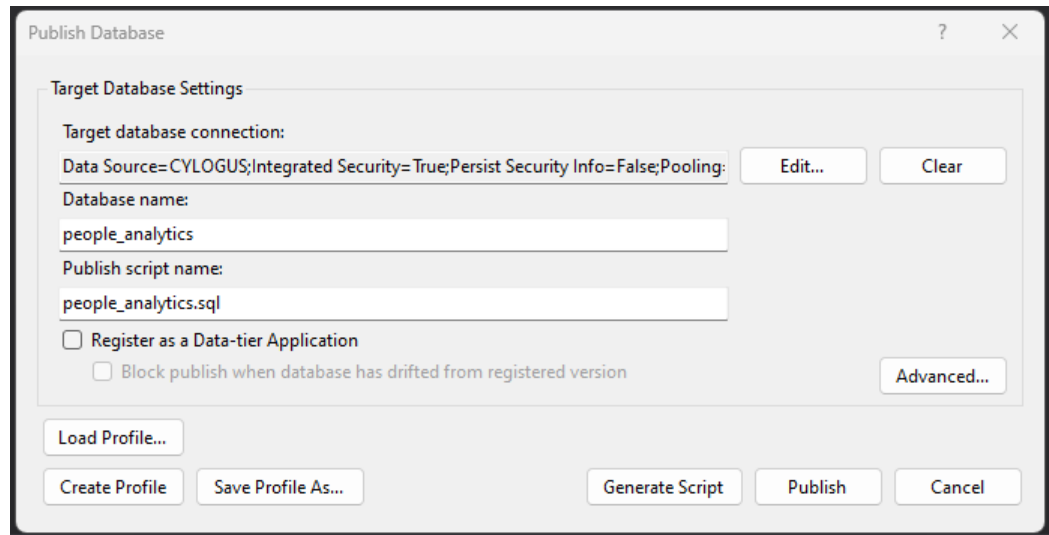 Publish Database ?
Target Database Settings
Target database connection:
Data Source=CYLOGUS;Integrated Security=True;Persist Security Info=False;Pooling= Edit... Clear
Database name:
people_analytics
Publish script name:
people_analytics.sql
Register as a Data-tier Application
Block publish when database has drifted from registered version
Advanced...
Load Profile...
Create Profile Save Profile As... Generate Script Publish Cancel